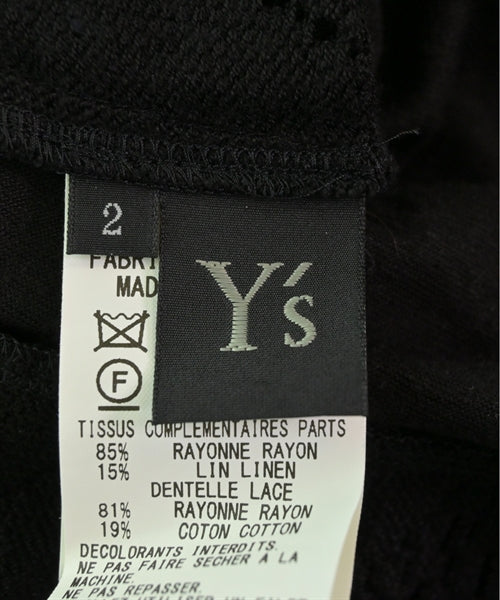 2
Y's
FABRI
MAD
F
TISSUS COMPLEMENTAIRES PARTS
85% RAYONNE RAYON
15% LIN LINEN
DENTELLE LACE
81% RAYONNE RAYON
19% COTON COTTON
DECOLORANTS INTERDITS.
NE PAS FAIRE SECHER A LA
MACHINE.
NE PAS REPASSER.